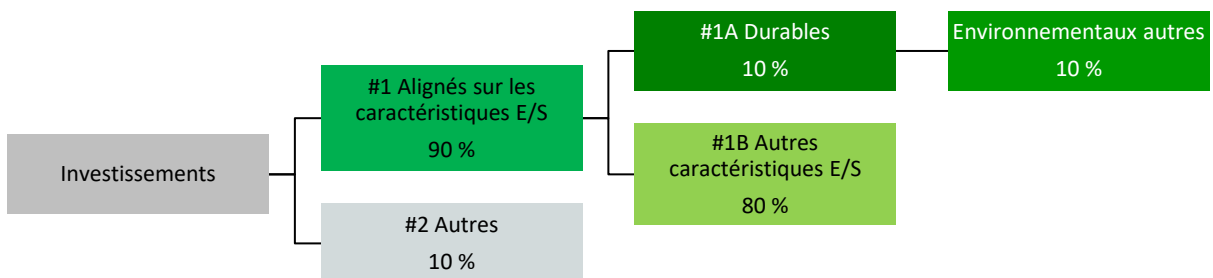 Investissements
#1 Alignés sur les
caractéristiques E/S
90 %
#2 Autres
10 %
#1A Durables
10 %
#1B Autres
caractéristiques E/S
80 %
Environnementaux autres
10 %